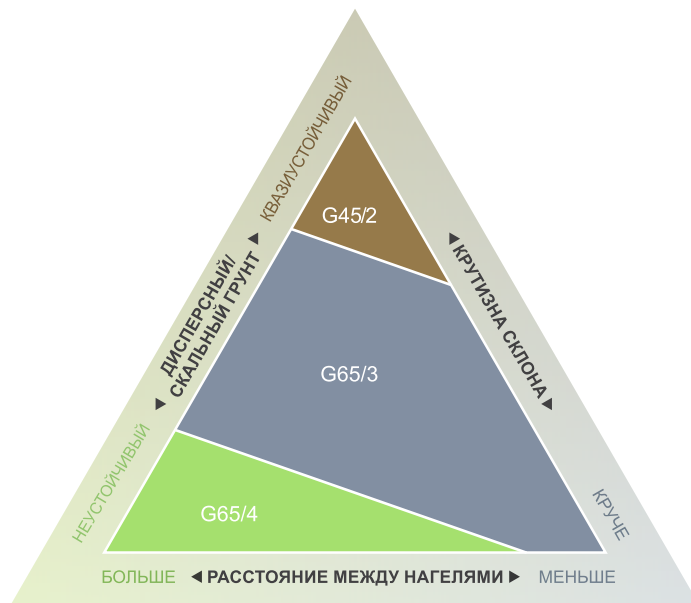 КВАЗИУСТОЙЧИВЫЙ
G45/2
ДИСПЕРСНЫЙ/
СКАЛЬНЫЙ ГРУНТ
КРУТИЗНА СКЛОНА
G65/3
НЕУСТОЙЧИВЫЙ
G65/4
КРУЧЕ
БОЛЬШЕ РАССТОЯНИЕ МЕЖДУ НАГЕЛЯМИ МЕНЬШЕ